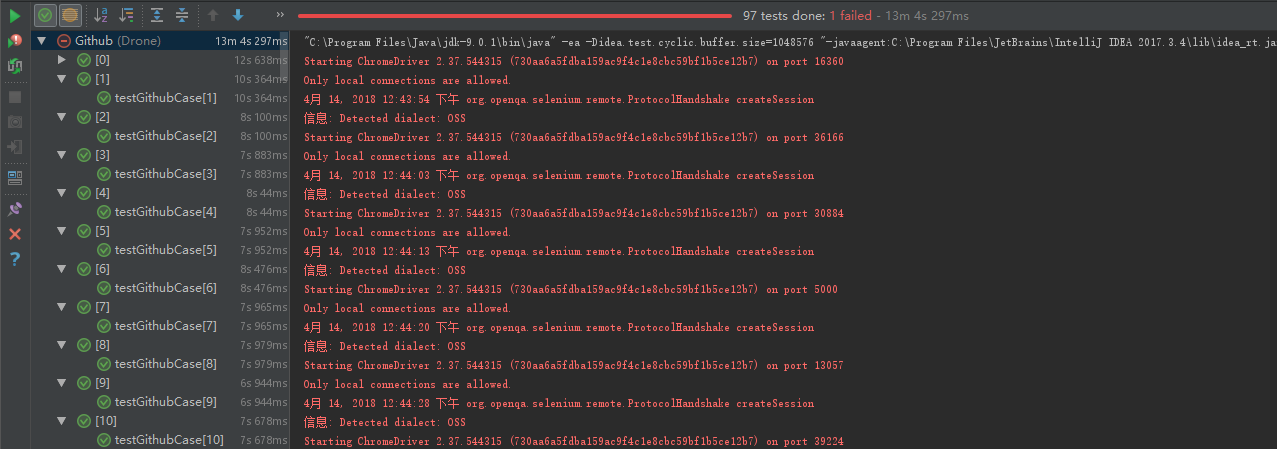 97 tests done: 1 failed - 13m 4s 297ms
Github (Drone) 13m 4s 297ms
[0] 12s 638ms
[1] 10s 364ms
testGithubCase[1] 10s 364ms
[2] 8s 100ms
testGithubCase[2] 8s 100ms
[3] 7s 883ms
testGithubCase[3] 7s 883ms
[4] 8s 44ms
testGithubCase[4] 8s 44ms
[5] 7s 952ms
testGithubCase[5] 7s 952ms
[6] 8s 476ms
testGithubCase[6] 8s 476ms
[7] 7s 965ms
testGithubCase[7] 7s 965ms
[8] 7s 979ms
testGithubCase[8] 7s 979ms
[9] 6s 944ms
testGithubCase[9] 6s 944ms
[10] 7s 678ms
testGithubCase[10] 7s 678ms
"C:\Program Files\Java\jdk-9.0.1\bin\java" -ea -Didea.test.cyclic.buffer.size=1048576 "-javaagent:C:\Program Files\JetBrains\IntelliJ IDEA 2017.3.4\lib\idea_rt.ja
Starting ChromeDriver 2.37.544315 (730aa6a5fdba159ac9f4c1e8cbc59bf1b5ce12b7) on port 16360
Only local connections are allowed.
4月 14, 2018 12:43:54 下午 org.openqa.selenium.remote.ProtocolHandshake createSession
信息: Detected dialect: OSS
Starting ChromeDriver 2.37.544315 (730aa6a5fdba159ac9f4c1e8cbc59bf1b5ce12b7) on port 36166
Only local connections are allowed.
4月 14, 2018 12:44:03 下午 org.openqa.selenium.remote.ProtocolHandshake createSession
信息: Detected dialect: OSS
Starting ChromeDriver 2.37.544315 (730aa6a5fdba159ac9f4c1e8cbc59bf1b5ce12b7) on port 30884
Only local connections are allowed.
4月 14, 2018 12:44:13 下午 org.openqa.selenium.remote.ProtocolHandshake createSession
信息: Detected dialect: OSS
Starting ChromeDriver 2.37.544315 (730aa6a5fdba159ac9f4c1e8cbc59bf1b5ce12b7) on port 5000
Only local connections are allowed.
4月 14, 2018 12:44:20 下午 org.openqa.selenium.remote.ProtocolHandshake createSession
信息: Detected dialect: OSS
Starting ChromeDriver 2.37.544315 (730aa6a5fdba159ac9f4c1e8cbc59bf1b5ce12b7) on port 13057
Only local connections are allowed.
4月 14, 2018 12:44:28 下午 org.openqa.selenium.remote.ProtocolHandshake createSession
信息: Detected dialect: OSS
Starting ChromeDriver 2.37.544315 (730aa6a5fdba159ac9f4c1e8cbc59bf1b5ce12b7) on port 39224